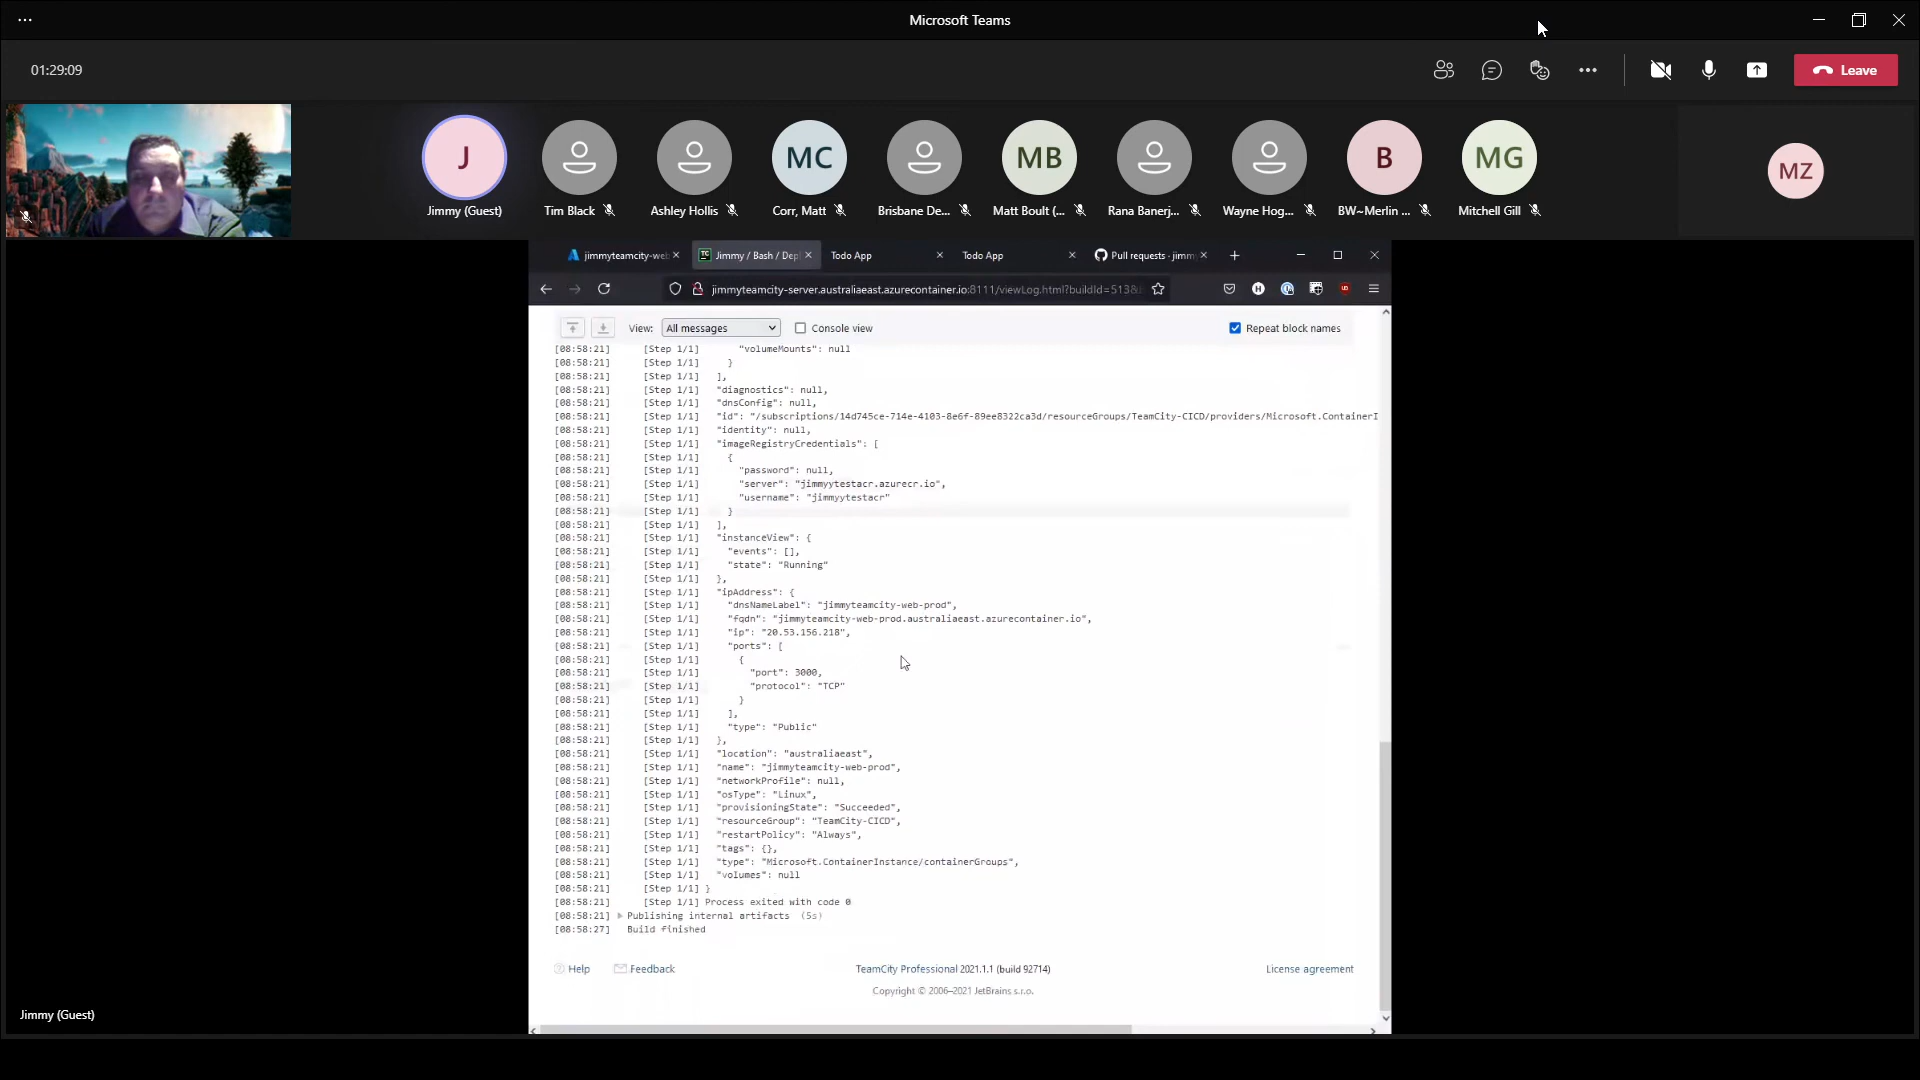 Microsoft Teams
01:29:09
Leave
J
MC
MB
B
MG
MZ
Jimmy (Guest)
Tim Black
Ashley Hollis
Corr, Matt
Brisbane De...
Matt Boult (...
Rana Banerj...
Wayne Hog...
BW~Merlin ...
Mitchell Gill
jimmyteamcity-web
Jimmy / Bash / Dep
Todo App
Todo App
Pull requests · jimm
jimmyteamcity-server.australiaeast.azurecontainer.io:8111/viewLog.html?buildId=513&
View: All messages Console view Repeat block names
[08:58:21] [Step 1/1] "volumeMounts": null
[08:58:21] [Step 1/1] }
[08:58:21] [Step 1/1] ],
[08:58:21] [Step 1/1] "diagnostics": null,
[08:58:21] [Step 1/1] "dnsConfig": null,
[08:58:21] [Step 1/1] "id": "/subscriptions/14d745ce-714e-4103-8e6f-89ee8322ca3d/resourceGroups/TeamCity-CICD/providers/Microsoft.ContainerI
[08:58:21] [Step 1/1] "identity": null,
[08:58:21] [Step 1/1] "imageRegistryCredentials": [
[08:58:21] [Step 1/1] {
[08:58:21] [Step 1/1] "password": null,
[08:58:21] [Step 1/1] "server": "jimmyytestacr.azurecr.io",
[08:58:21] [Step 1/1] "username": "jimmyytestacr"
[08:58:21] [Step 1/1] }
[08:58:21] [Step 1/1] ],
[08:58:21] [Step 1/1] "instanceView": {
[08:58:21] [Step 1/1] "events": [],
[08:58:21] [Step 1/1] "state": "Running"
[08:58:21] [Step 1/1] },
[08:58:21] [Step 1/1] "ipAddress": {
[08:58:21] [Step 1/1] "dnsNameLabel": "jimmyteamcity-web-prod",
[08:58:21] [Step 1/1] "fqdn": "jimmyteamcity-web-prod.australiaeast.azurecontainer.io",
[08:58:21] [Step 1/1] "ip": "20.53.156.218",
[08:58:21] [Step 1/1] "ports": [
[08:58:21] [Step 1/1] {
[08:58:21] [Step 1/1] "port": 3000,
[08:58:21] [Step 1/1] "protocol": "TCP"
[08:58:21] [Step 1/1] }
[08:58:21] [Step 1/1] ],
[08:58:21] [Step 1/1] "type": "Public"
[08:58:21] [Step 1/1] },
[08:58:21] [Step 1/1] "location": "australiaeast",
[08:58:21] [Step 1/1] "name": "jimmyteamcity-web-prod",
[08:58:21] [Step 1/1] "networkProfile": null,
[08:58:21] [Step 1/1] "osType": "Linux",
[08:58:21] [Step 1/1] "provisioningState": "Succeeded",
[08:58:21] [Step 1/1] "resourceGroup": "TeamCity-CICD",
[08:58:21] [Step 1/1] "restartPolicy": "Always",
[08:58:21] [Step 1/1] "tags": {},
[08:58:21] [Step 1/1] "type": "Microsoft.ContainerInstance/containerGroups",
[08:58:21] [Step 1/1] "volumes": null
[08:58:21] [Step 1/1] }
[08:58:21] [Step 1/1] Process exited with code 0
[08:58:21] Publishing internal artifacts (5s)
[08:58:27] Build finished
Help Feedback TeamCity Professional 2021.1.1 (build 92714) License agreement
Copyright © 2006–2021 JetBrains s.r.o.
Jimmy (Guest)